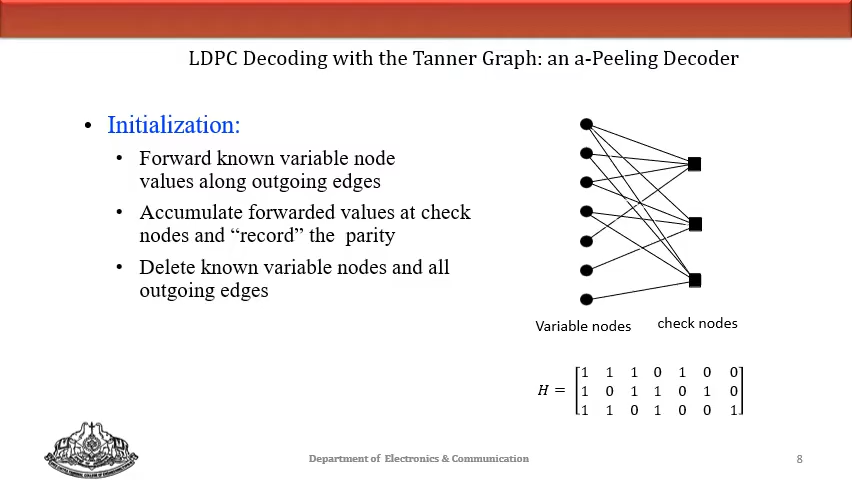 LDPC Decoding with the Tanner Graph: an a-Peeling Decoder
• Initialization:
• Forward known variable node
values along outgoing edges
• Accumulate forwarded values at check
nodes and “record” the parity
• Delete known variable nodes and all
outgoing edges
Variable nodes
check nodes
H =
1 1 1 0 1 0 0
1 0 1 1 0 1 0
1 1 0 1 0 0 1
Department of Electronics & Communication
8